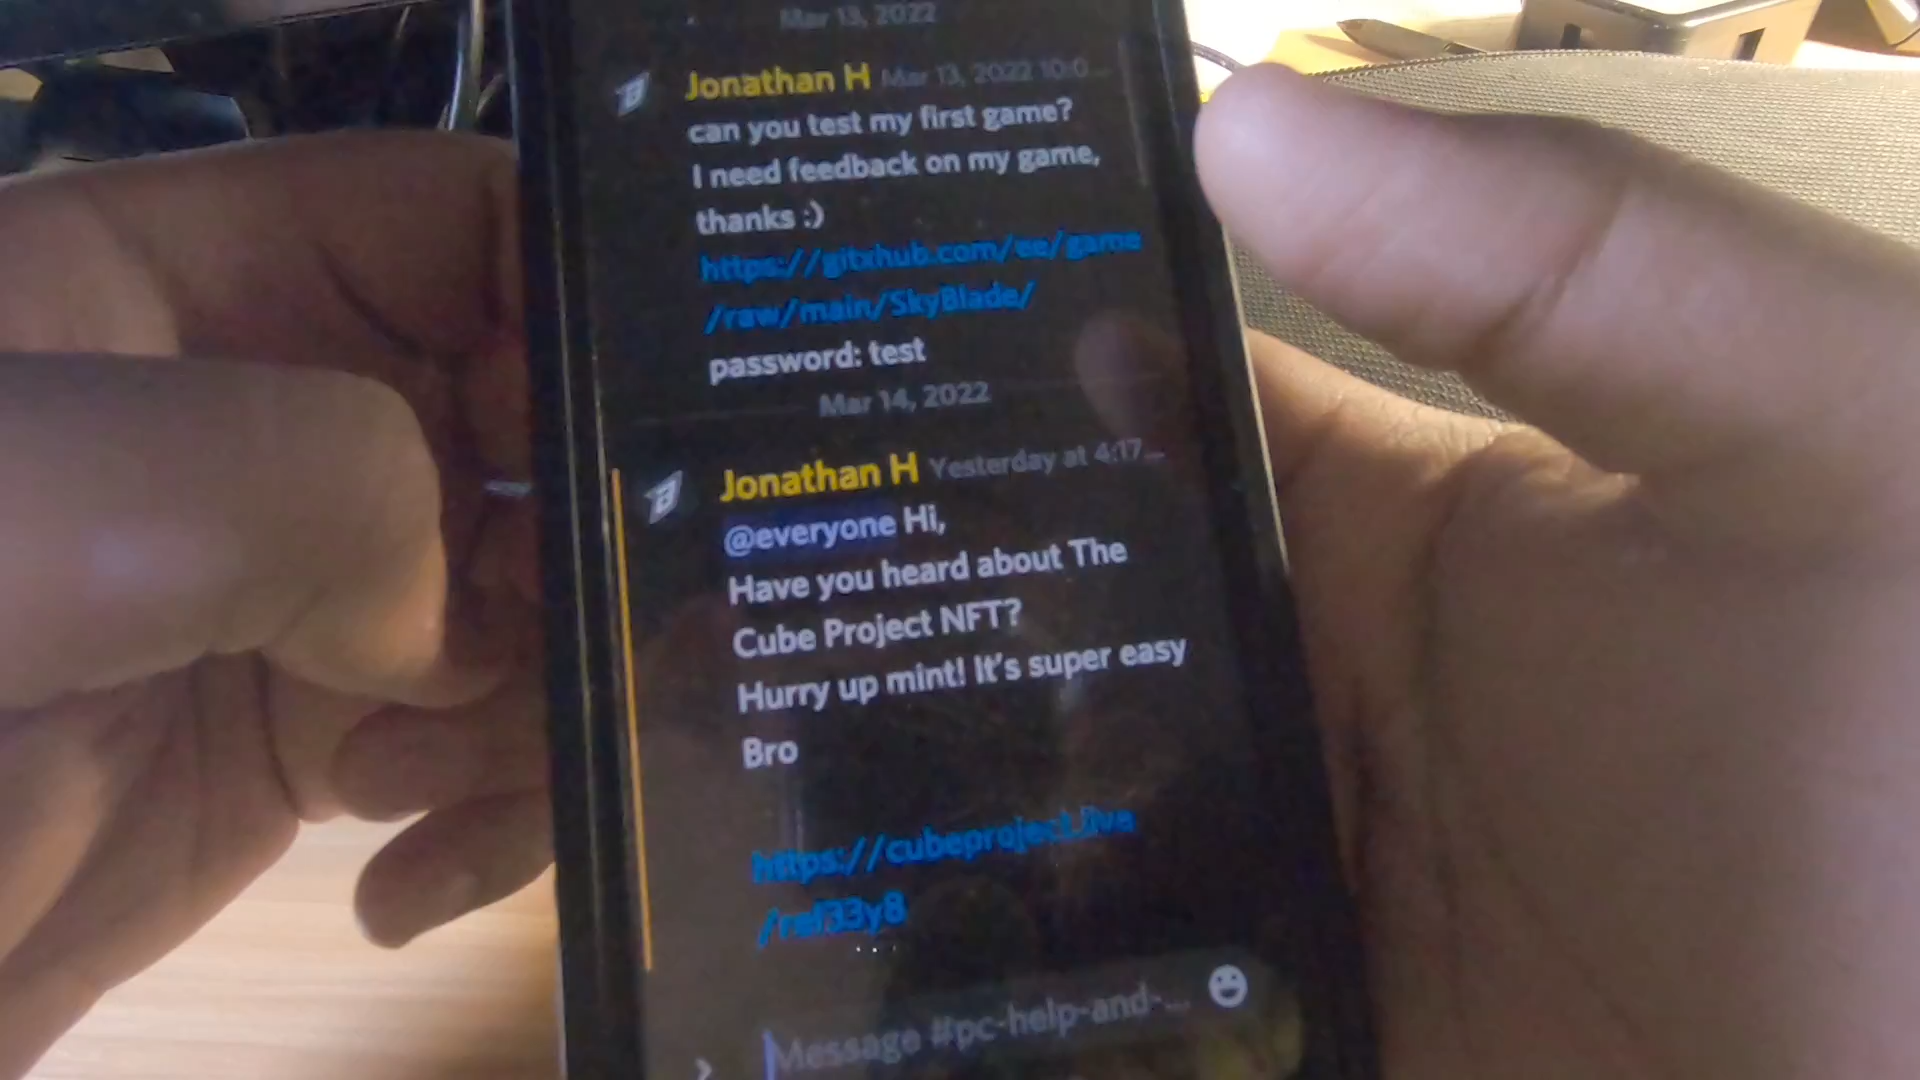 Mar 13, 2022
Jonathan H Mar 13, 2022 10:0...
can you test my first game?
I need feedback on my game,
thanks :)
https://gitxhub.com/ee/game
/raw/main/SkyBlade/
password: test
Mar 14, 2022
Jonathan H Yesterday at 4:17...
@everyone Hi,
Have you heard about The
Cube Project NFT?
Hurry up mint! It's super easy
Bro
https://cubeproject.live
/ref33y8
Message #pc-help-and-...